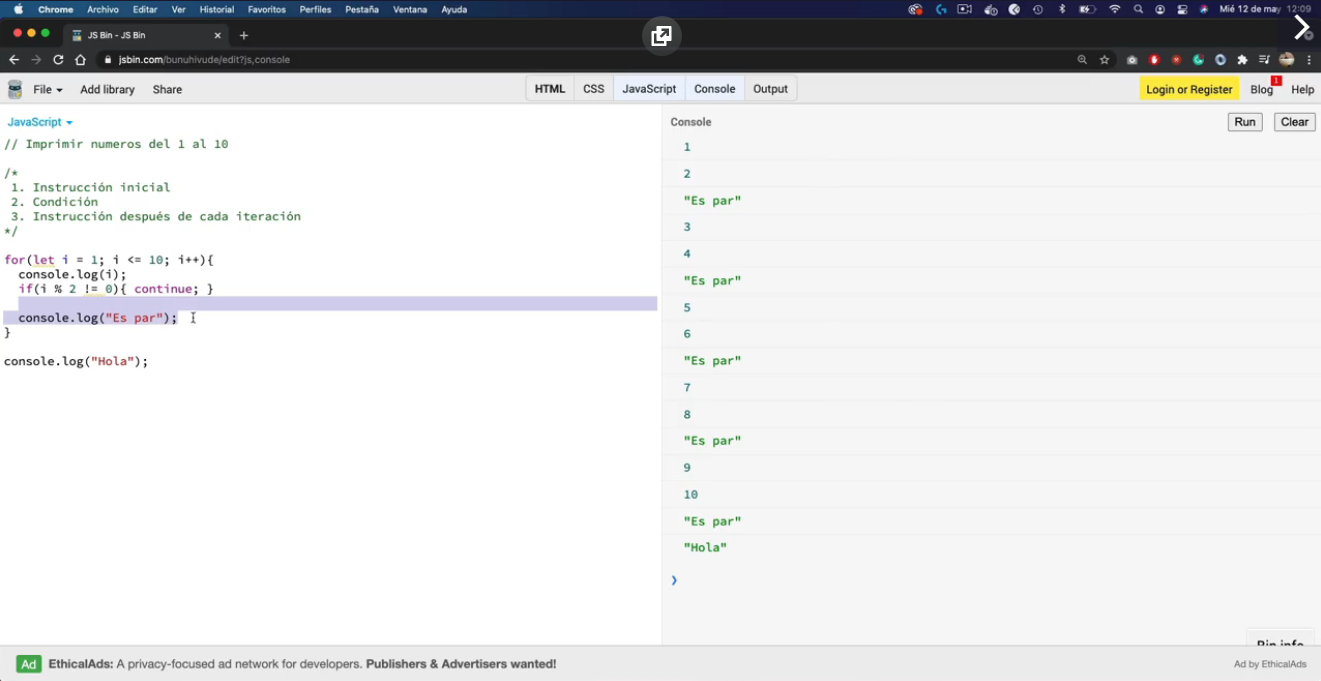 Chrome Archivo Editar Ver Historial Favoritos Perfiles Pestaña Ventana Ayuda Mié 12 de may 12:09
JS Bin - JS Bin
jsbin.com/bunuhivude/edit?js,console
File Add library Share HTML CSS JavaScript Console Output Login or Register Blog 1 Help
JavaScript
// Imprimir numeros del 1 al 10
/*
1. Instrucción inicial
2. Condición
3. Instrucción después de cada iteración
*/
for(let i = 1; i <= 10; i++){
console.log(i);
if(i % 2 != 0){ continue; }
console.log("Es par");
}
console.log("Hola");
Console Run Clear
1
2
"Es par"
3
4
"Es par"
5
6
"Es par"
7
8
"Es par"
9
10
"Es par"
"Hola"
Bin info
Ad EthicalAds: A privacy-focused ad network for developers. Publishers & Advertisers wanted! Ad by EthicalAds